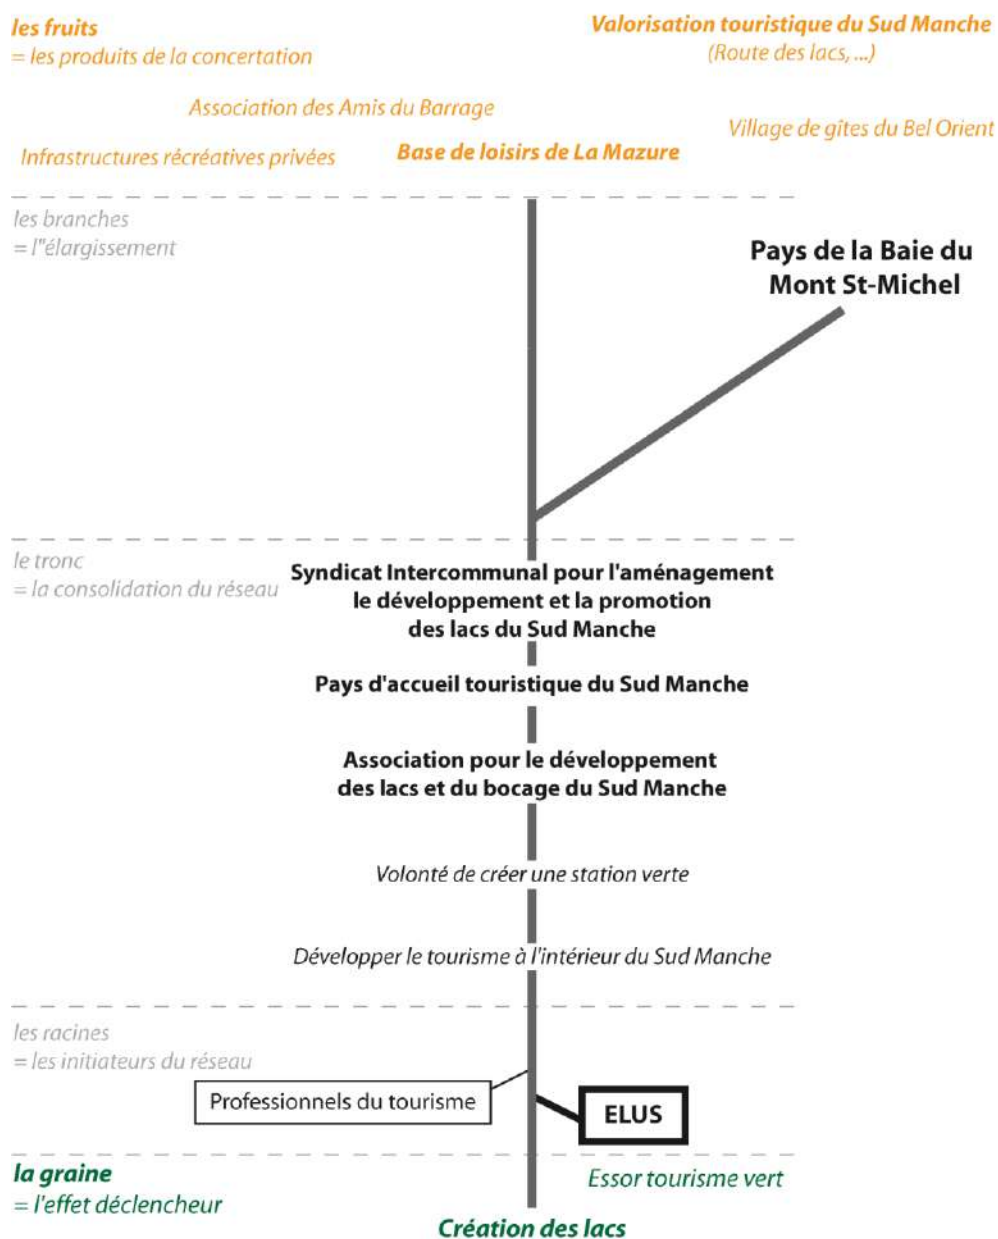 les fruits
= les produits de la concertation
Valorisation touristique du Sud Manche
(Route des lacs, ...)
Association des Amis du Barrage
Village de gîtes du Bel Orient
Infrastructures récréatives privées
Base de loisirs de La Mazure
les branches
= l"élargissement
Pays de la Baie du
Mont St-Michel
le tronc
= la consolidation du réseau
Syndicat Intercommunal pour l'aménagement
le développement et la promotion
des lacs du Sud Manche
Pays d'accueil touristique du Sud Manche
Association pour le développement
des lacs et du bocage du Sud Manche
Volonté de créer une station verte
Développer le tourisme à l'intérieur du Sud Manche
les racines
= les initiateurs du réseau
Professionnels du tourisme
ELUS
la graine
= l'effet déclencheur
Essor tourisme vert
Création des lacs